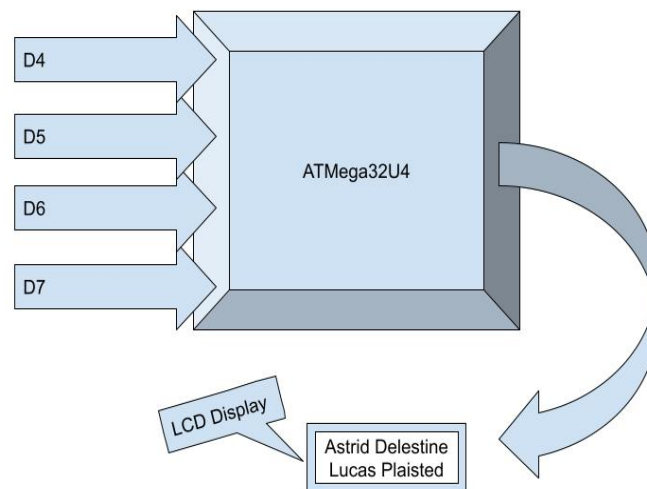 D4
D5
D6
D7
ATMega32U4
LCD Display
Astrid Delestine
Lucas Plaisted